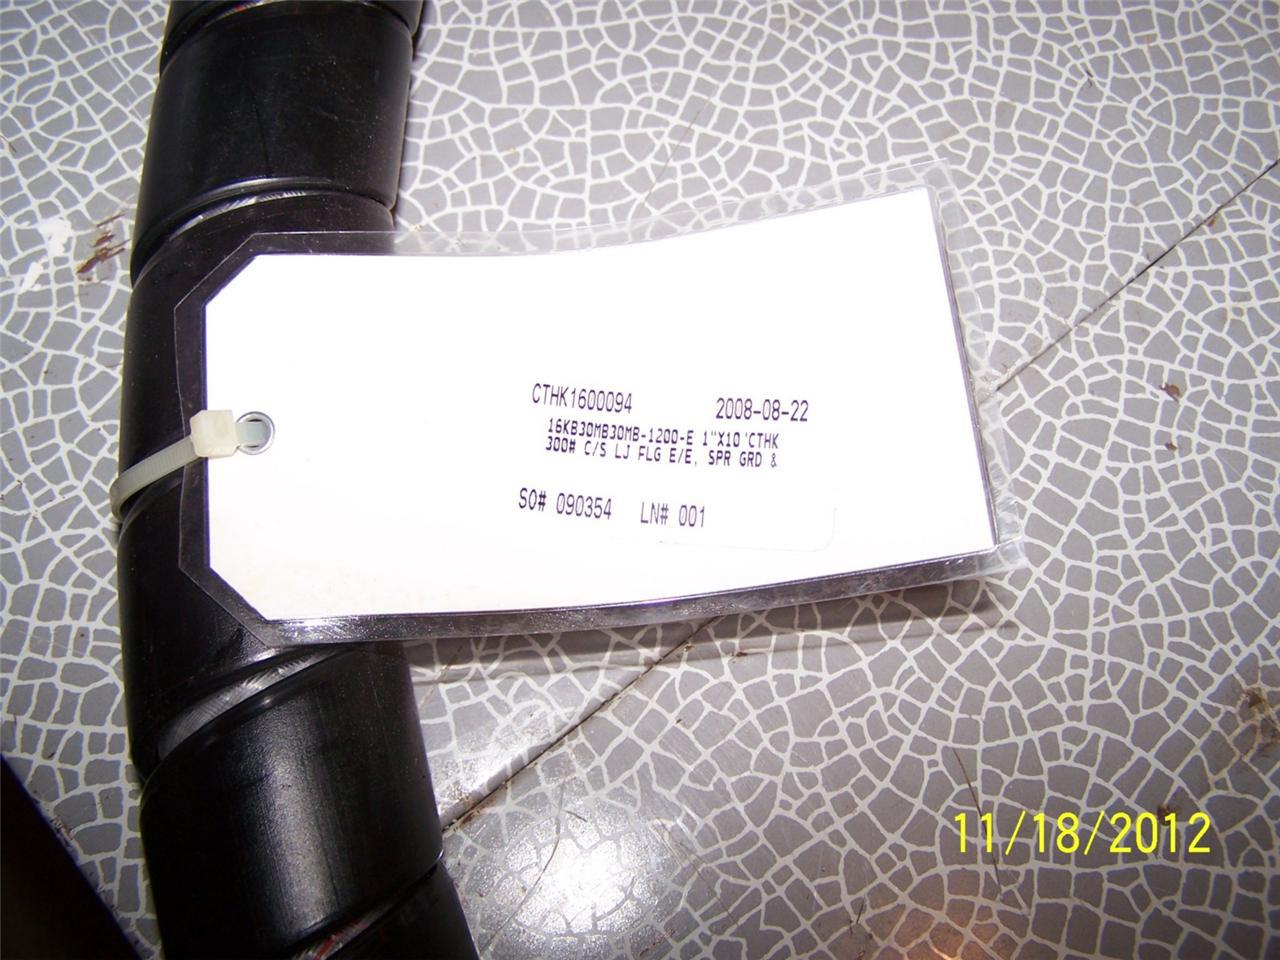 CTHK1600094 2008-08-22
16KB30MB30MB-1200-E 1"X10'CTHK
300# C/S LJ FLG E/E, SPR GRD &
SO# 090354 LN# 001
11/18/2012